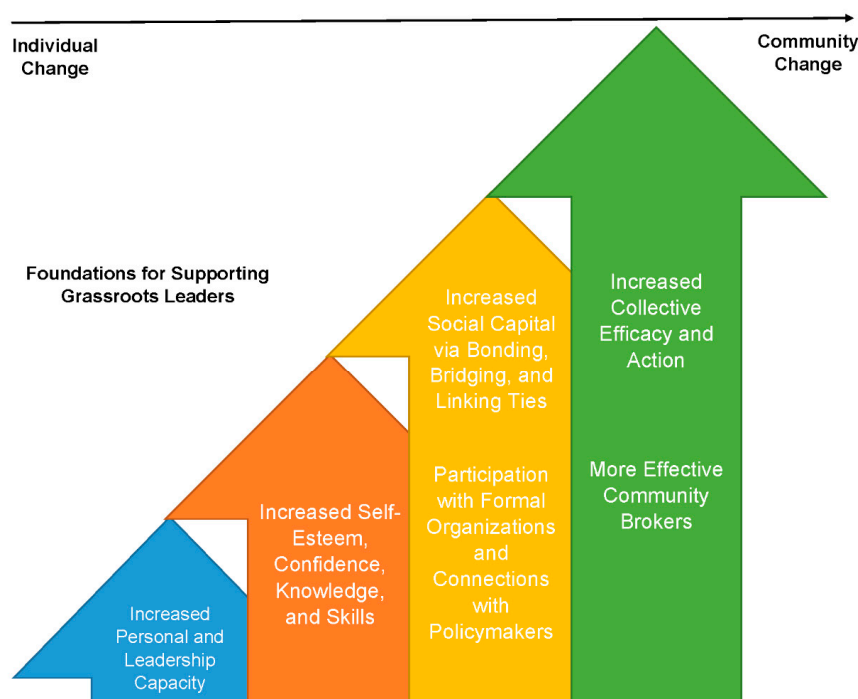 Individual
Change
Community
Change
Foundations for Supporting
Grassroots Leaders
Increased
Personal and
Leadership
Capacity
Increased Self-
Esteem,
Confidence,
Knowledge,
and Skills
Increased
Social Capital
via Bonding,
Bridging, and
Linking Ties
Participation
with Formal
Organizations
and
Connections
with
Policymakers
Increased
Collective
Efficacy and
Action
More Effective
Community
Brokers